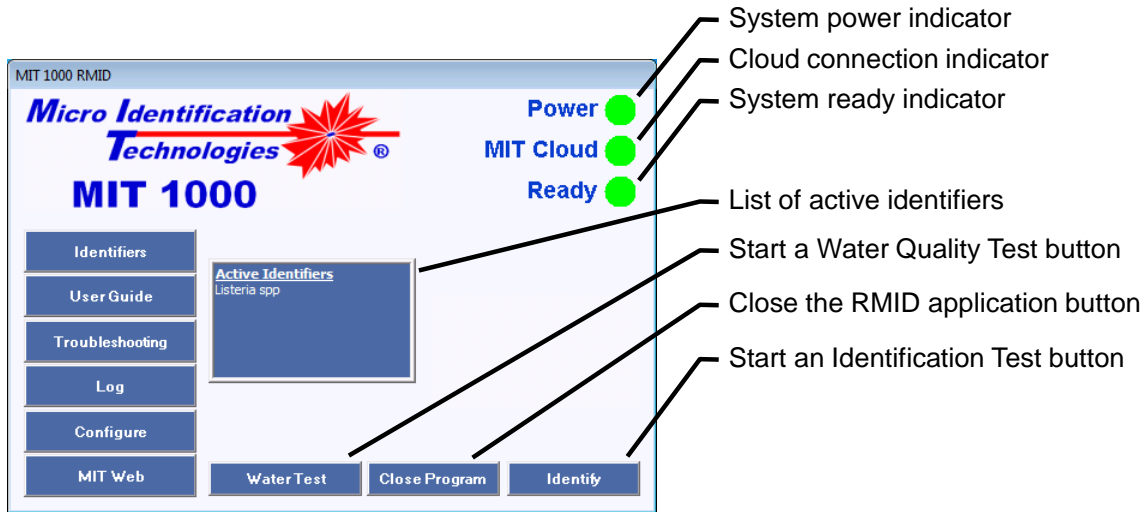 System power indicator
Cloud connection indicator
System ready indicator
MIT 1000 RMID
Micro Identification
Technologies ®
MIT 1000
Power
MIT Cloud
Ready
List of active identifiers
Start a Water Quality Test button
Close the RMID application button
Start an Identification Test button
Identifiers
User Guide
Troubleshooting
Log
Configure
MIT Web
Active Identifiers
Listeria spp
Water Test
Close Program
Identify